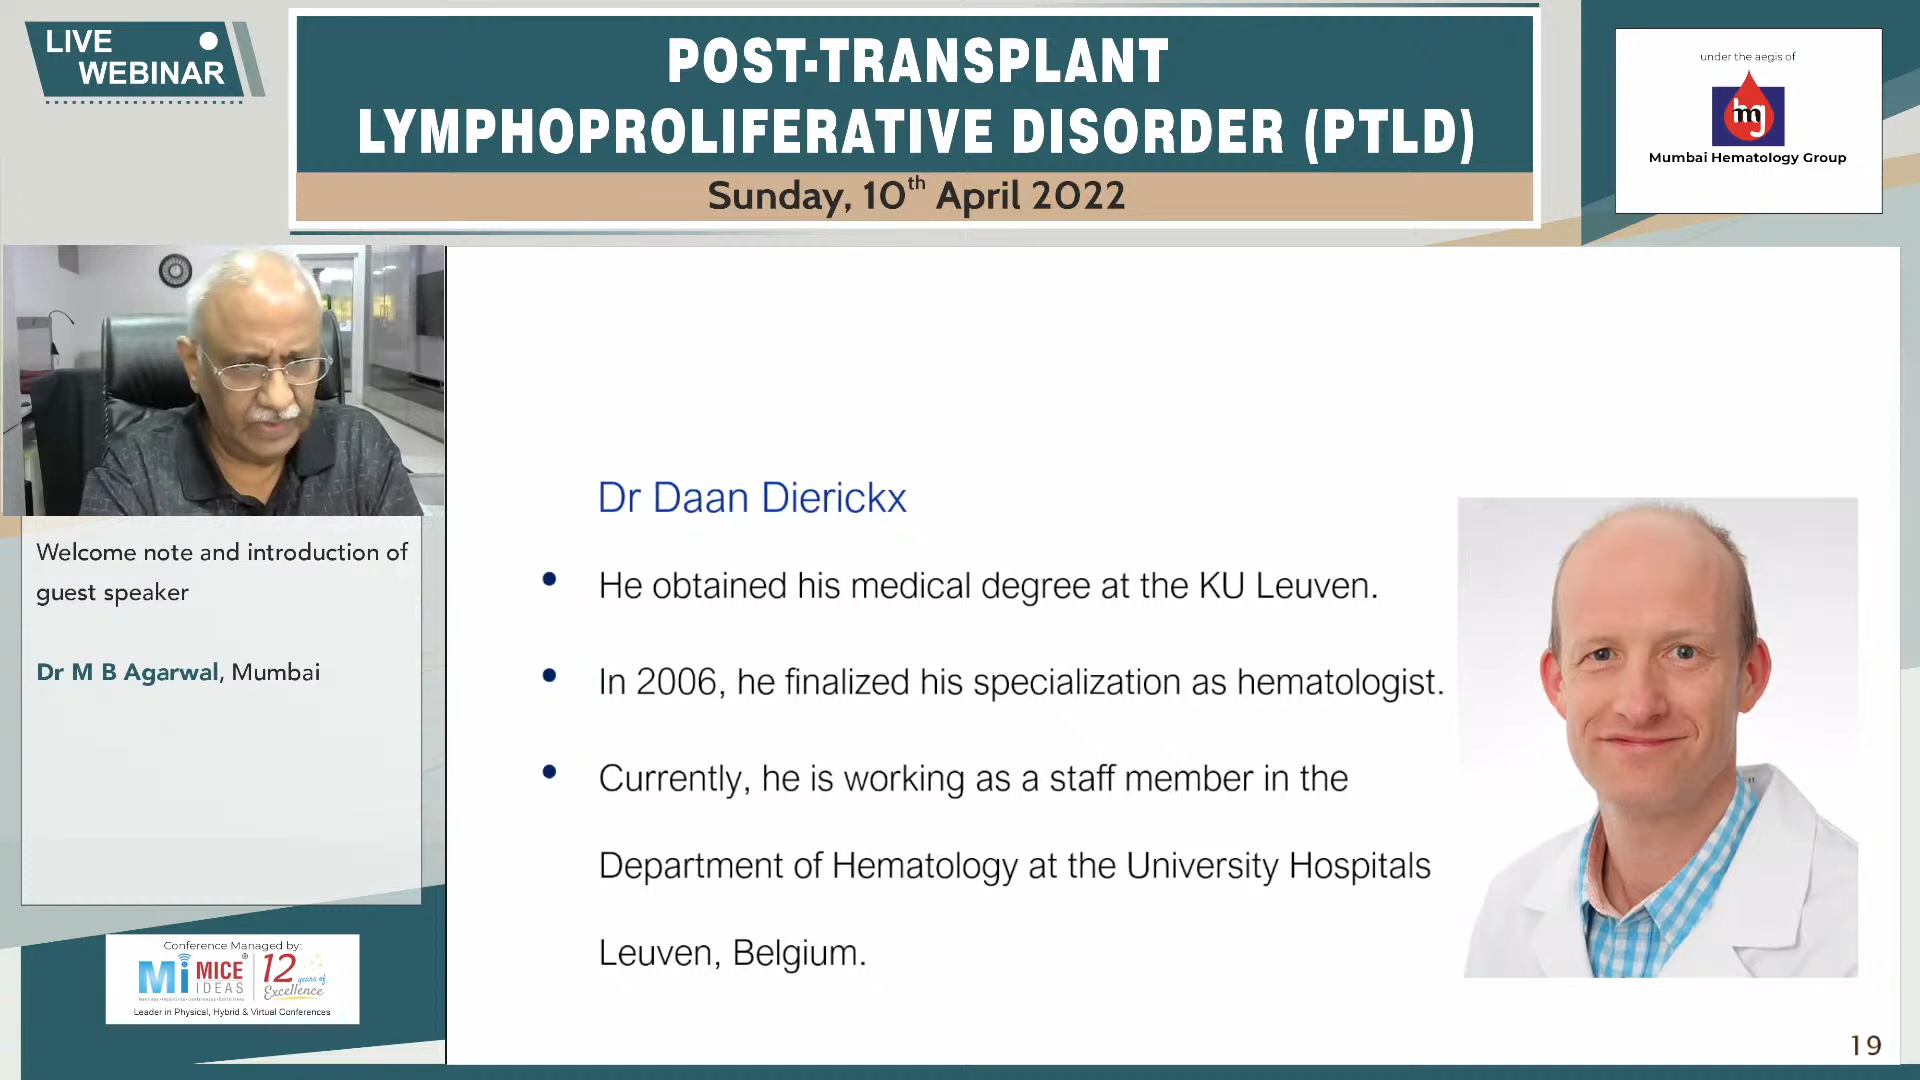 LIVE
WEBINAR
POST-TRANSPLANT
LYMPHOPROLIFERATIVE DISORDER (PTLD)
Sunday, 10th April 2022
under the aegis of
mg
Mumbai Hematology Group
Welcome note and introduction of
guest speaker
Dr M B Agarwal, Mumbai
Dr Daan Dierickx
• He obtained his medical degree at the KU Leuven.
• In 2006, he finalized his specialization as hematologist.
• Currently, he is working as a staff member in the
Department of Hematology at the University Hospitals
Leuven, Belgium.
Conference Managed by:
Mi MICE IDEAS
12 years of Excellence
Leader in Physical, Hybrid & Virtual Conferences
19